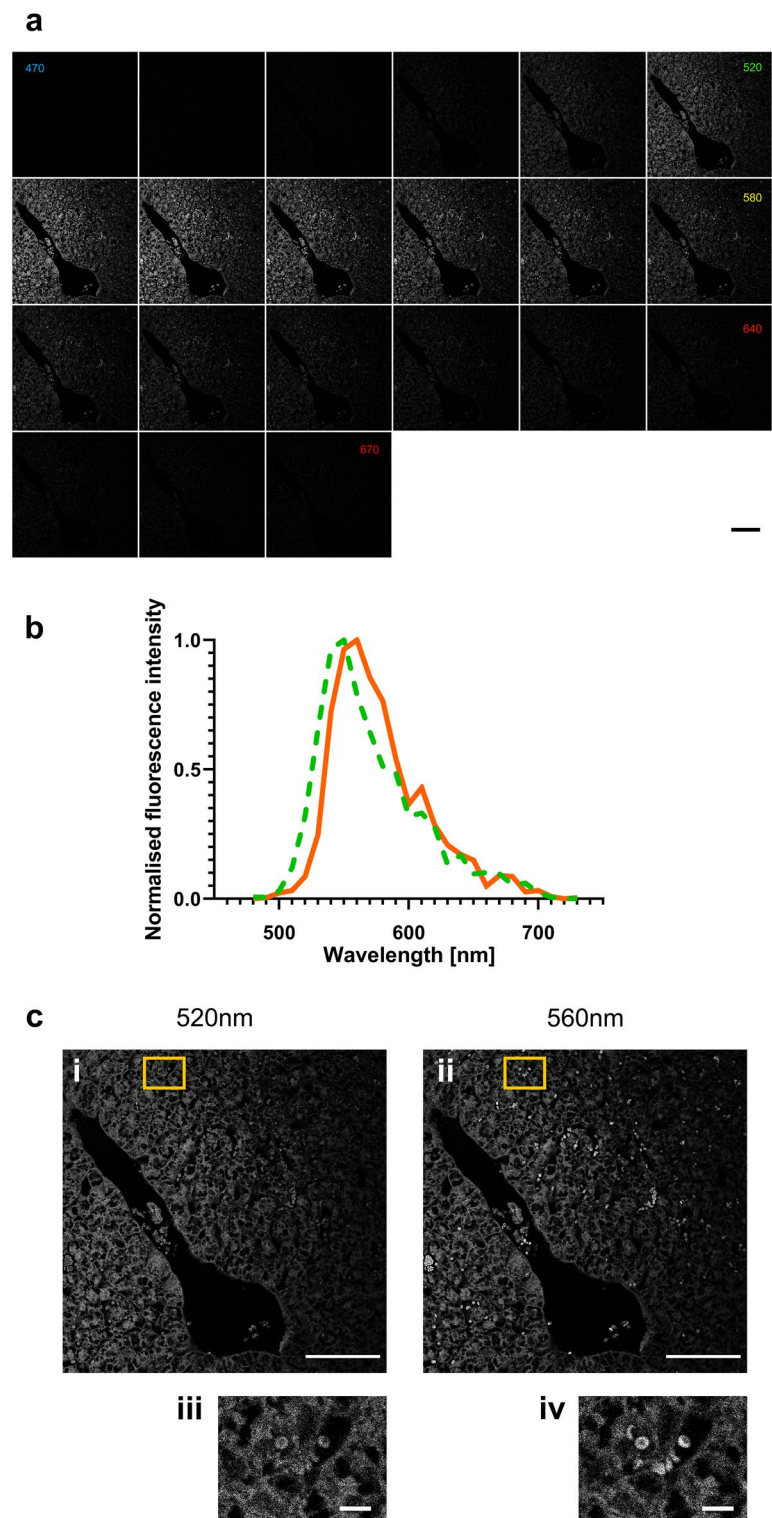 a
470
520
580
640
670
b
Normalised fluorescence intensity
1.0
0.5
0.0
500 600 700
Wavelength [nm]
c
520nm 560nm
i ii
iii iv